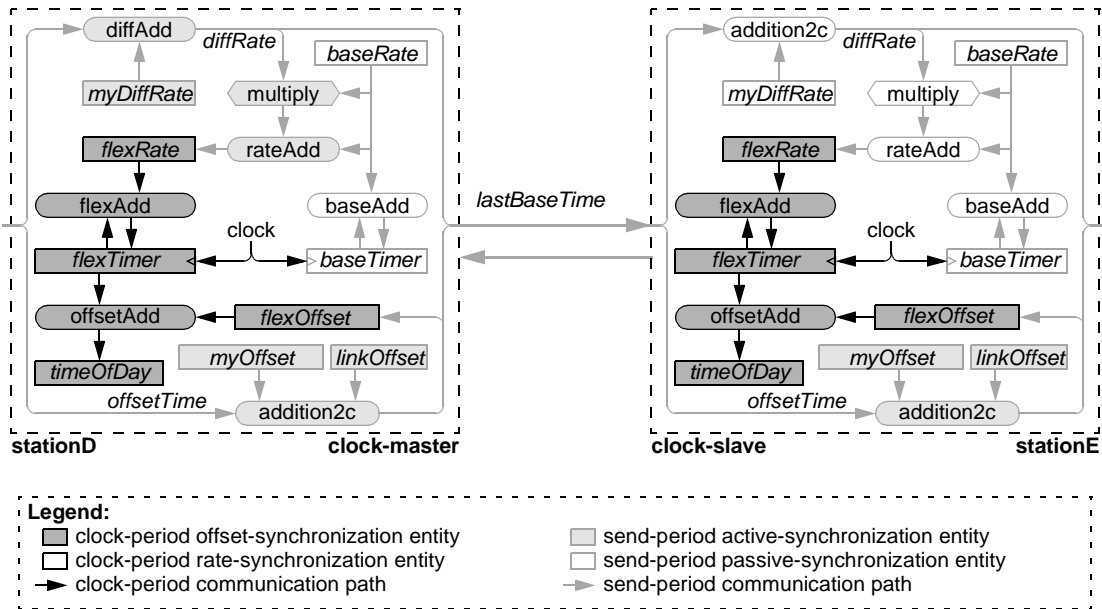 diffAdd
diffRate
baseRate
myDiffRate
multiply
flexRate
rateAdd
flexAdd
baseAdd
clock
flexTimer
baseTimer
offsetAdd
flexOffset
myOffset
linkOffset
timeOfDay
offsetTime
addition2c
stationD
clock-master
lastBaseTime
addition2c
diffRate
baseRate
myDiffRate
multiply
flexRate
rateAdd
flexAdd
baseAdd
clock
flexTimer
baseTimer
offsetAdd
flexOffset
myOffset
linkOffset
timeOfDay
offsetTime
addition2c
clock-slave
stationE
Legend:
clock-period offset-synchronization entity
clock-period rate-synchronization entity
clock-period communication path
send-period active-synchronization entity
send-period passive-synchronization entity
send-period communication path